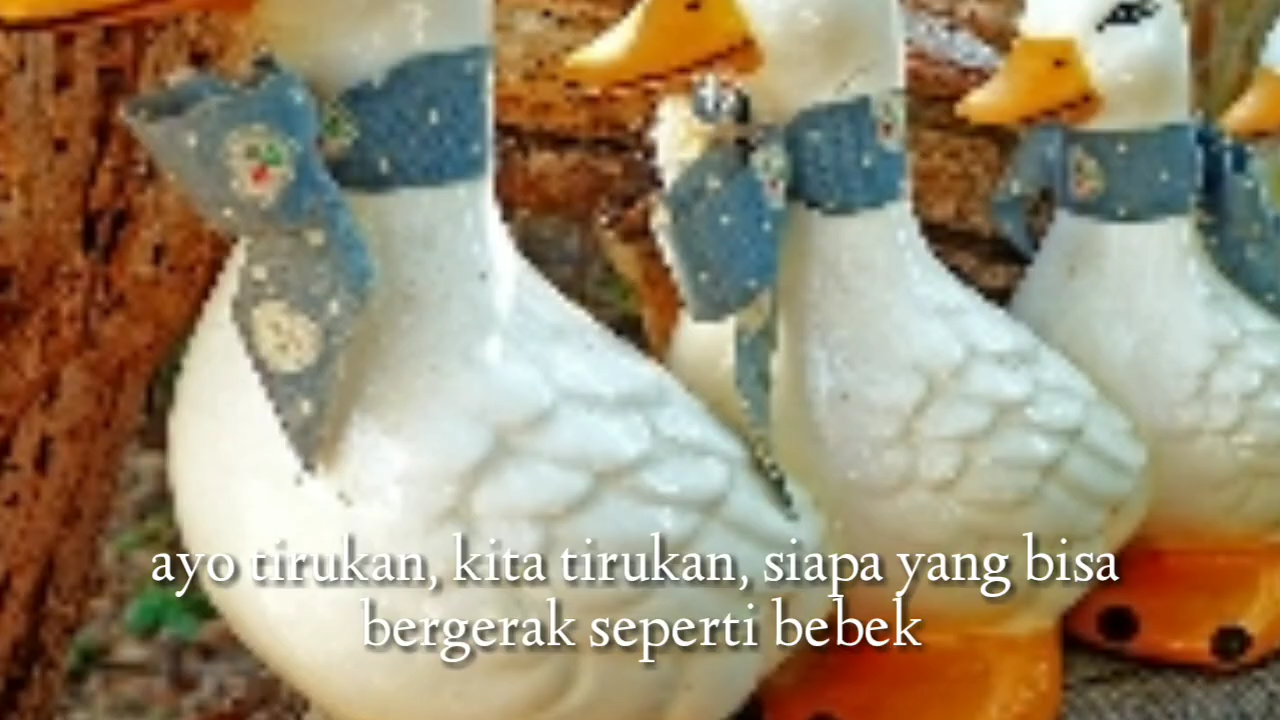 ayo tirukan, kita tirukan, siapa yang bisa
bergerak seperti bebek